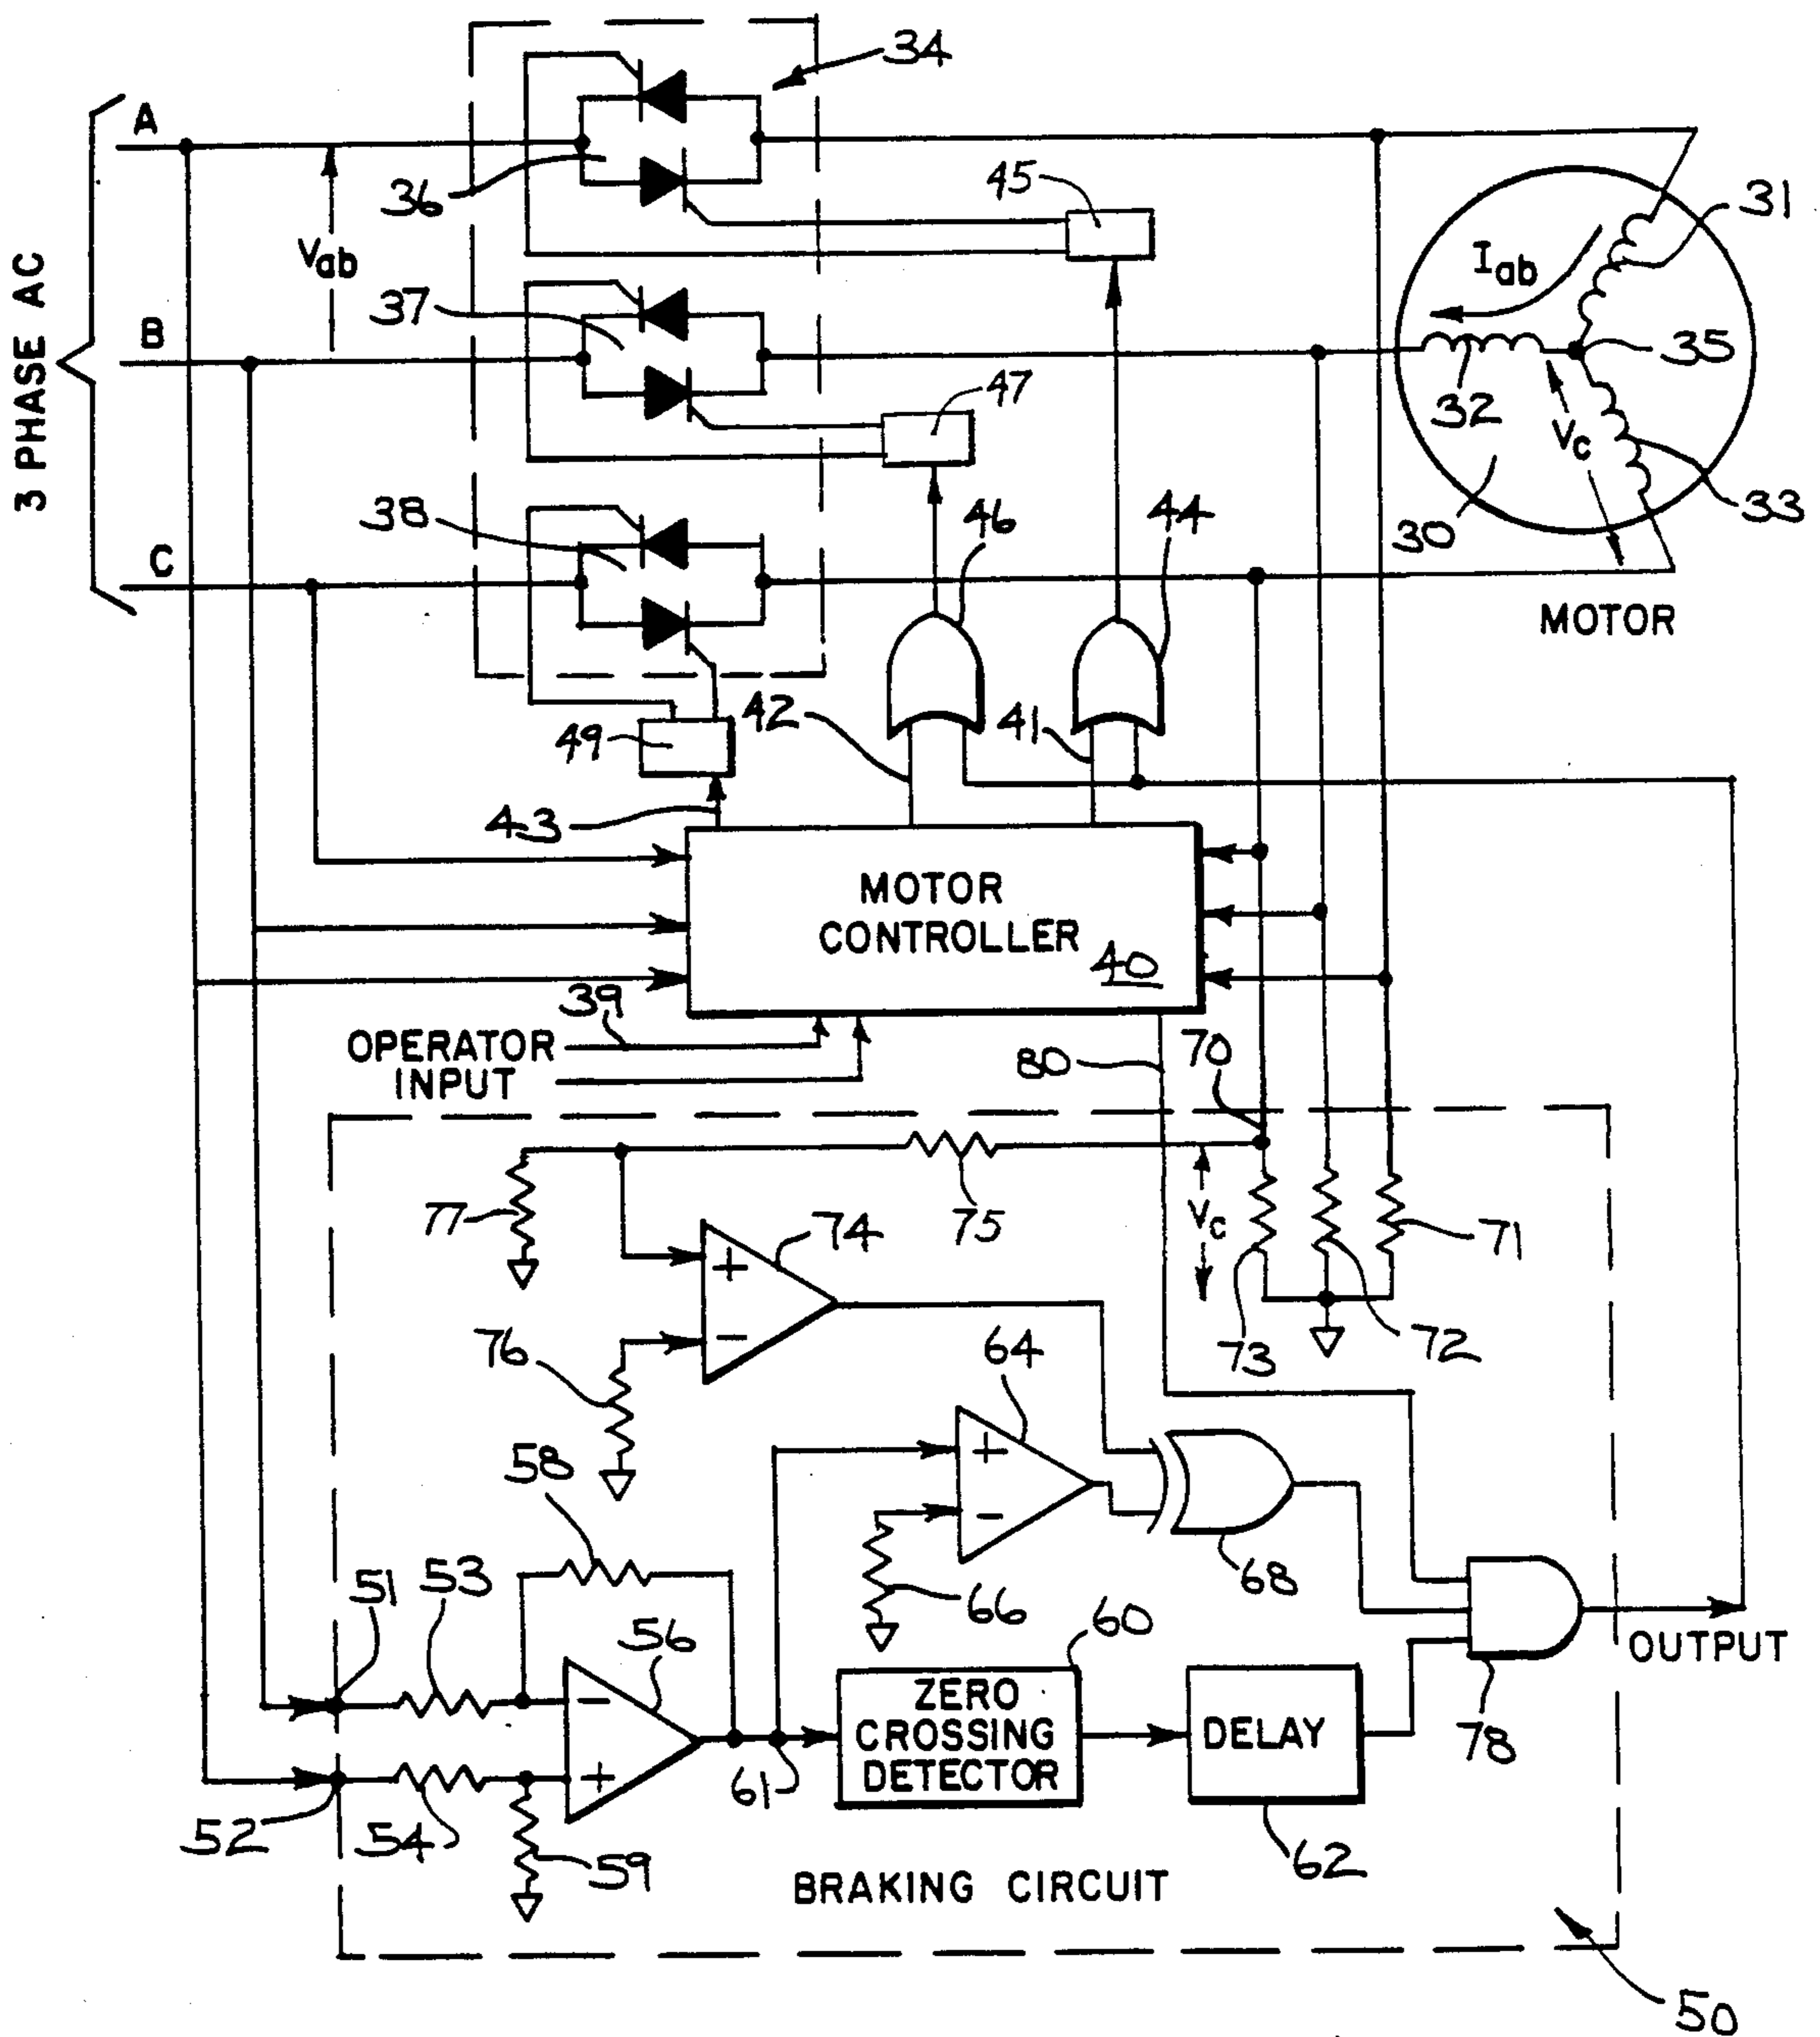 34
A
36
45
31
Vab
Iab
3 PHASE AC
37
B
47
35
32
Vc
38
46
44
33
30
C
MOTOR
42
41
49
43
MOTOR
CONTROLLER
40
39
OPERATOR
INPUT
80
70
77
74
75
Vc
71
76
64
73
72
58
51
53
56
66
68
60
OUTPUT
ZERO
CROSSING
DETECTOR
DELAY
78
61
52
54
59
62
BRAKING CIRCUIT
50
+
−
+
−
−
+